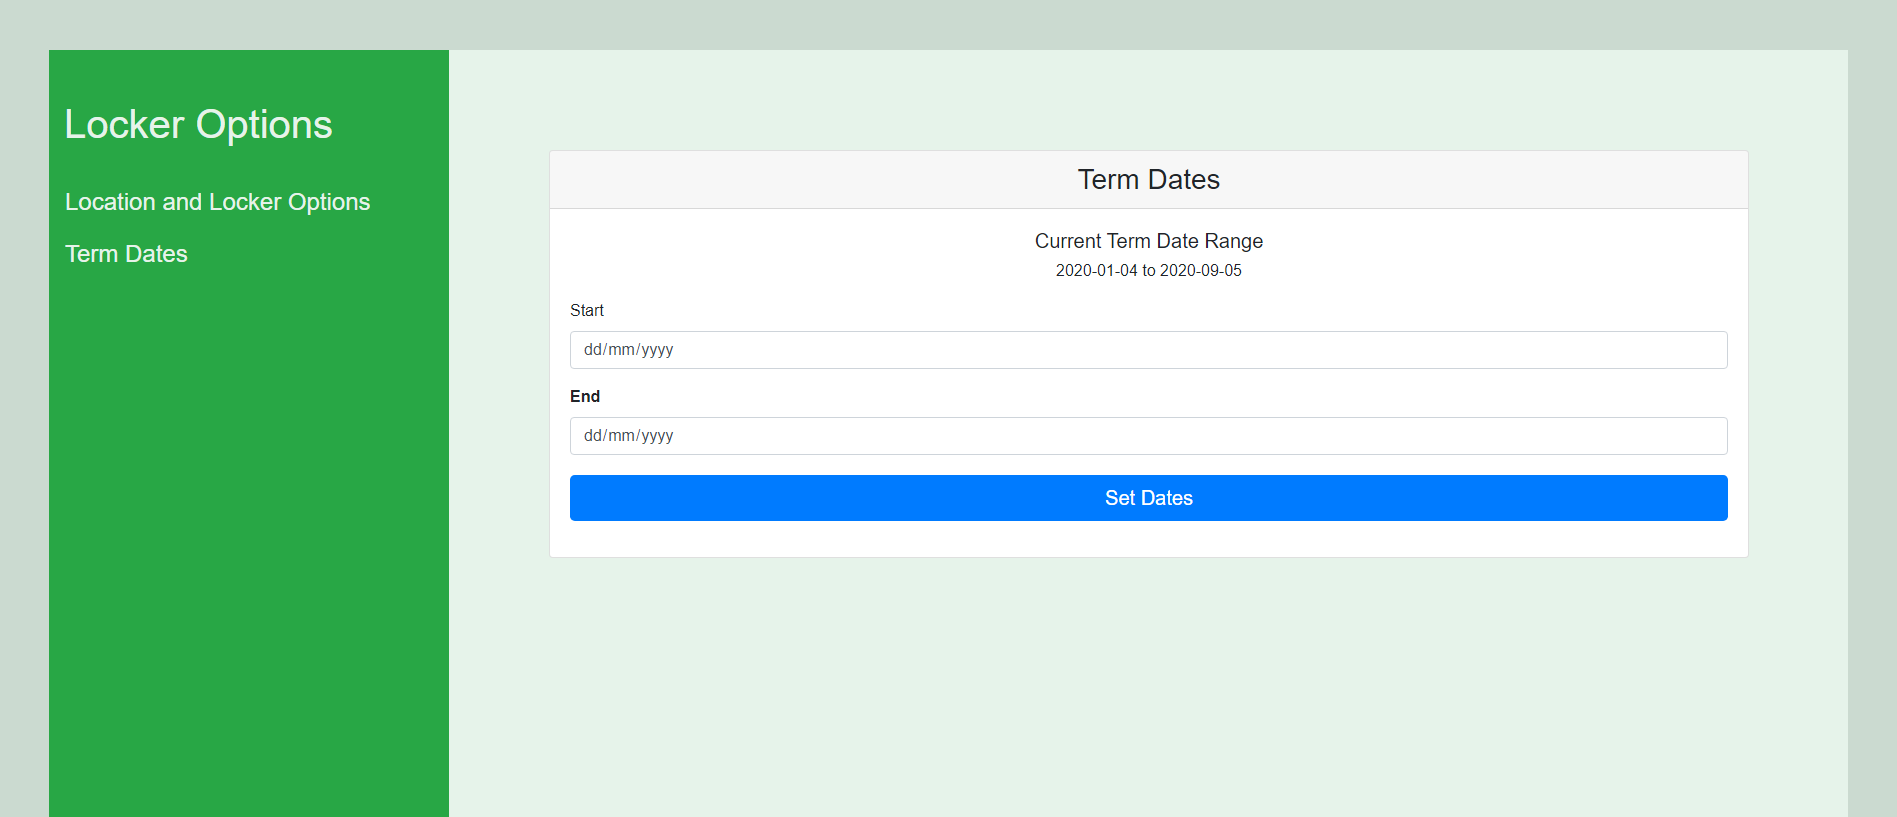 Locker Options
Location and Locker Options
Term Dates
Term Dates
Current Term Date Range
2020-01-04 to 2020-09-05
Start
dd/mm/yyyy
End
dd/mm/yyyy
Set Dates